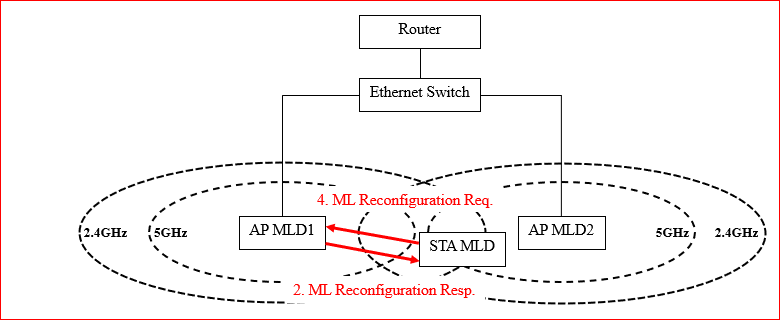 Router
Ethernet Switch
4. ML Reconfiguration Req.
2.4GHz
5GHz
AP MLD1
STA MLD
AP MLD2
5GHz
2.4GHz
2. ML Reconfiguration Resp.